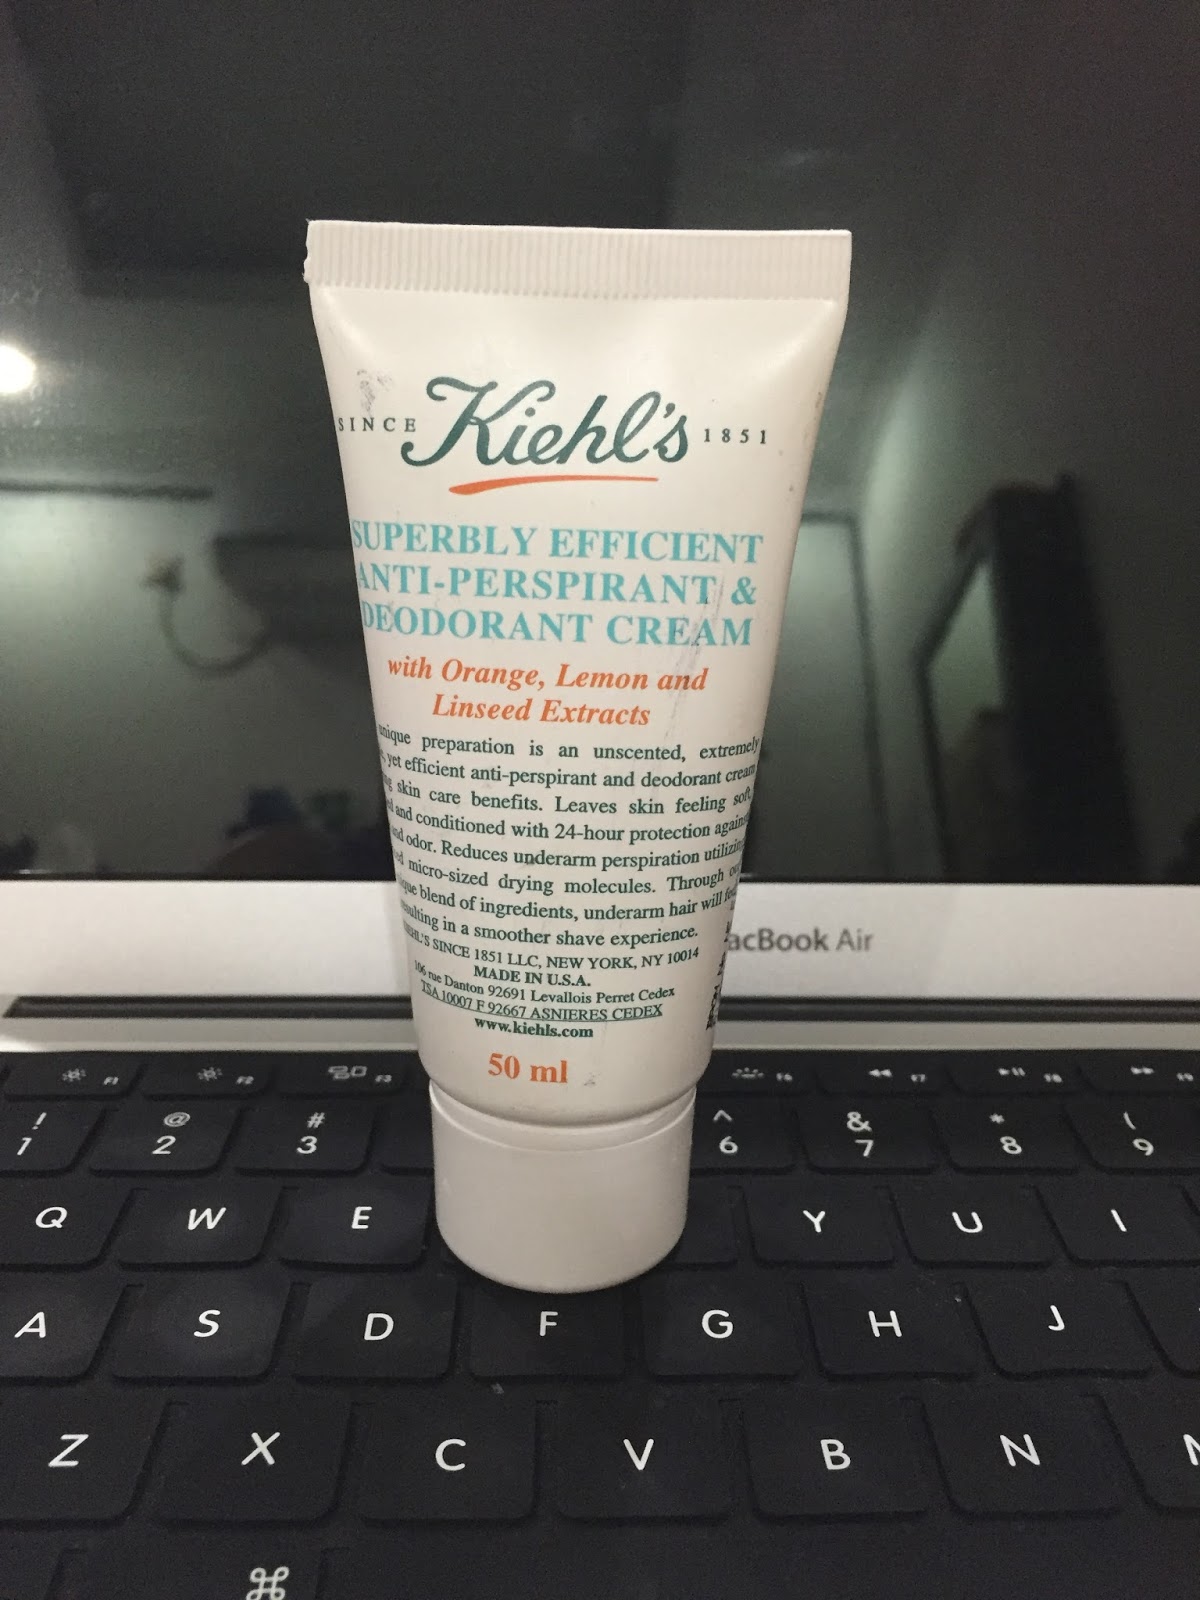 SINCE Kiehl's 1851
SUPERBLY EFFICIENT
ANTI-PERSPIRANT &
DEODORANT CREAM
with Orange, Lemon and
Linseed Extracts
unique preparation is an unscented, extremely
yet efficient anti-perspirant and deodorant cream
skin care benefits. Leaves skin feeling soft,
and conditioned with 24-hour protection against
odor. Reduces underarm perspiration utilizing
micro-sized drying molecules. Through
blend of ingredients, underarm hair will
in a smoother shave experience.
KIEHL'S SINCE 1851 LLC, NEW YORK, NY 10014
MADE IN U.S.A.
106 rue Danton 92691 Levallois Perret Cedex
TSA 10007 F 92667 ASNIERES CEDEX
www.kiehls.com
50 ml
acBook Air
F1 F2 F3 F6 F7 F8 F9
! @ # ^ & * (
1 2 3 6 7 8 9
Q W E Y U I
A S D F G H J
Z X C V B N
⌘